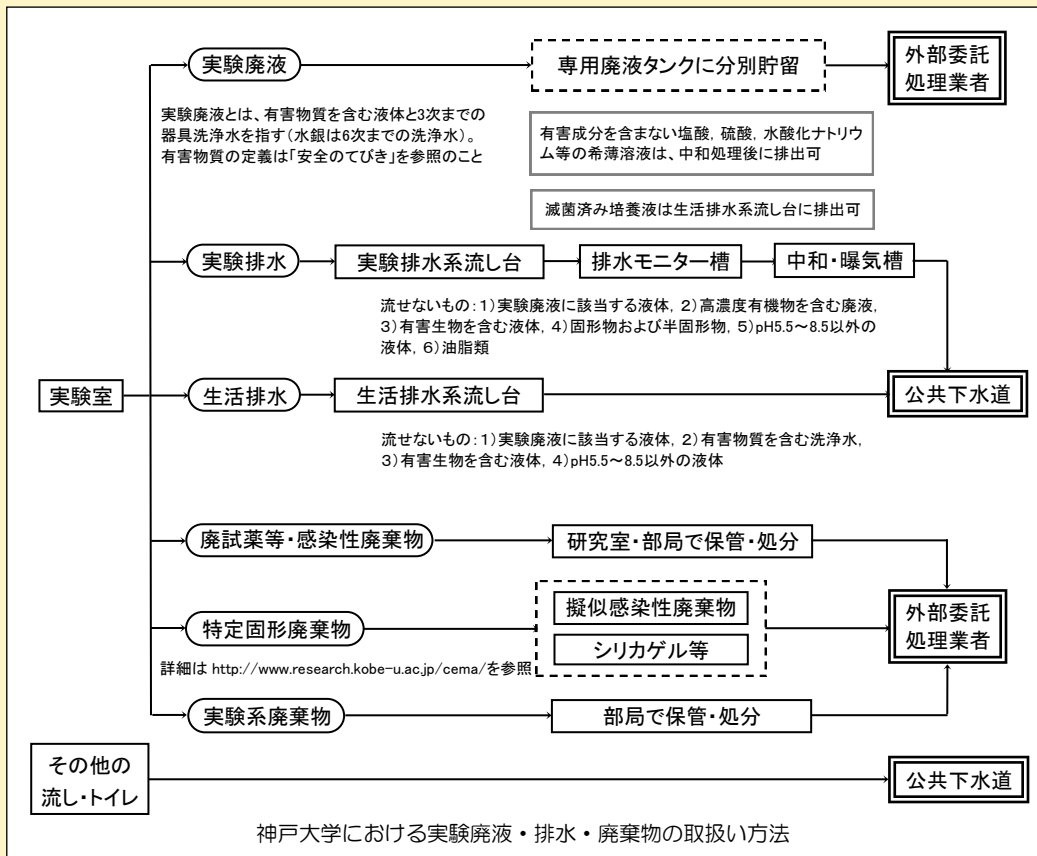 実験廃液
専用廃液タンクに分別貯留
外部委託
処理業者
実験廃液とは、有害物質を含む液体と3次までの
器具洗浄水を指す(水銀は6次までの洗浄水)。
有害物質の定義は「安全のてびき」を参照のこと
有害成分を含まない塩酸，硫酸，水酸化ナトリウ
ム等の希薄溶液は、中和処理後に排出可
滅菌済み培養液は生活排水系流し台に排出可
実験排水
実験排水系流し台
排水モニター槽
中和・曝気槽
流せないもの：1)実験廃液に該当する液体，2)高濃度有機物を含む廃液，
3)有害生物を含む液体，4)固形物および半固形物，5)pH5.5～8.5以外の
液体，6)油脂類
実験室
生活排水
生活排水系流し台
公共下水道
流せないもの：1)実験廃液に該当する液体，2)有害物質を含む洗浄水，
3)有害生物を含む液体，4)pH5.5～8.5以外の液体
廃試薬等・感染性廃棄物
研究室・部局で保管・処分
特定固形廃棄物
擬似感染性廃棄物
シリカゲル等
外部委託
処理業者
詳細は http://www.research.kobe-u.ac.jp/cema/を参照
実験系廃棄物
部局で保管・処分
その他の
流し・トイレ
公共下水道
神戸大学における実験廃液・排水・廃棄物の取扱い方法